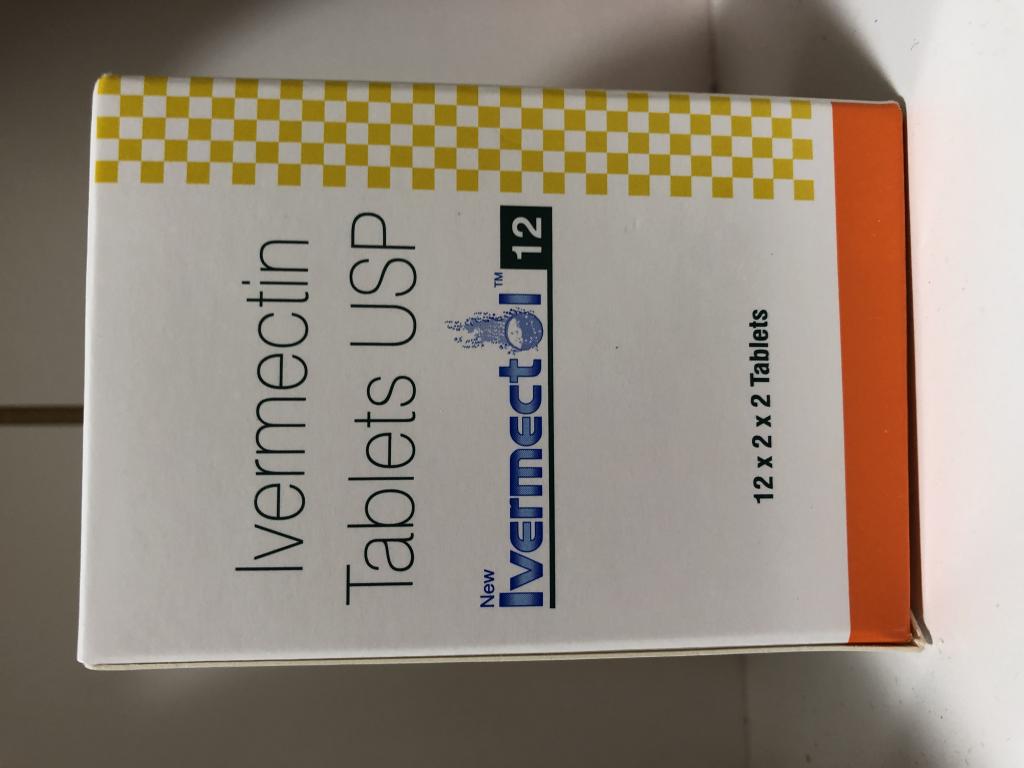 Ivermectin
Tablets USP
New
Ivermectol™ 12
12 x 2 x 2 Tablets